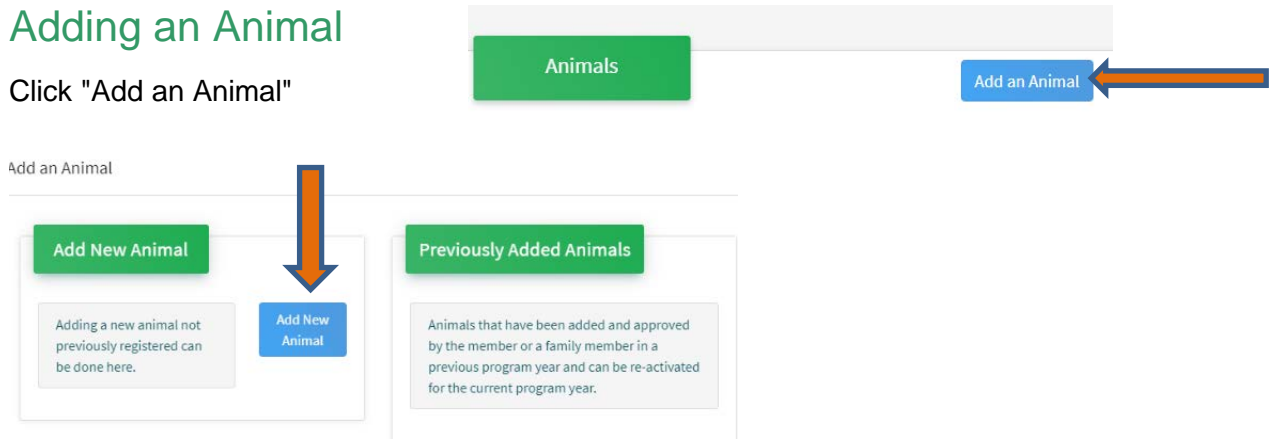 Adding an Animal
Click "Add an Animal"
Animals
Add an Animal
Add an Animal
Add New Animal
Adding a new animal not
previously registered can
be done here.
Add New
Animal
Previously Added Animals
Animals that have been added and approved
by the member or a family member in a
previous program year and can be re-activated
for the current program year.